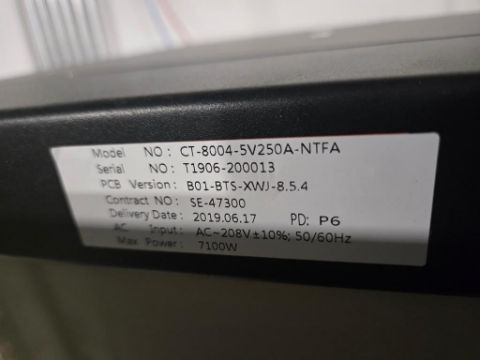 Model NO: CT-8004-5V250A-NTFA
Serial NO: T1906-200013
PCB Version: B01-BTS-XWJ-8.5.4
Contract NO: SE-47300
Delivery Date: 2019.06.17 PD: P6
AC Input: AC~208V±10%; 50/60Hz
Max Power: 7100W